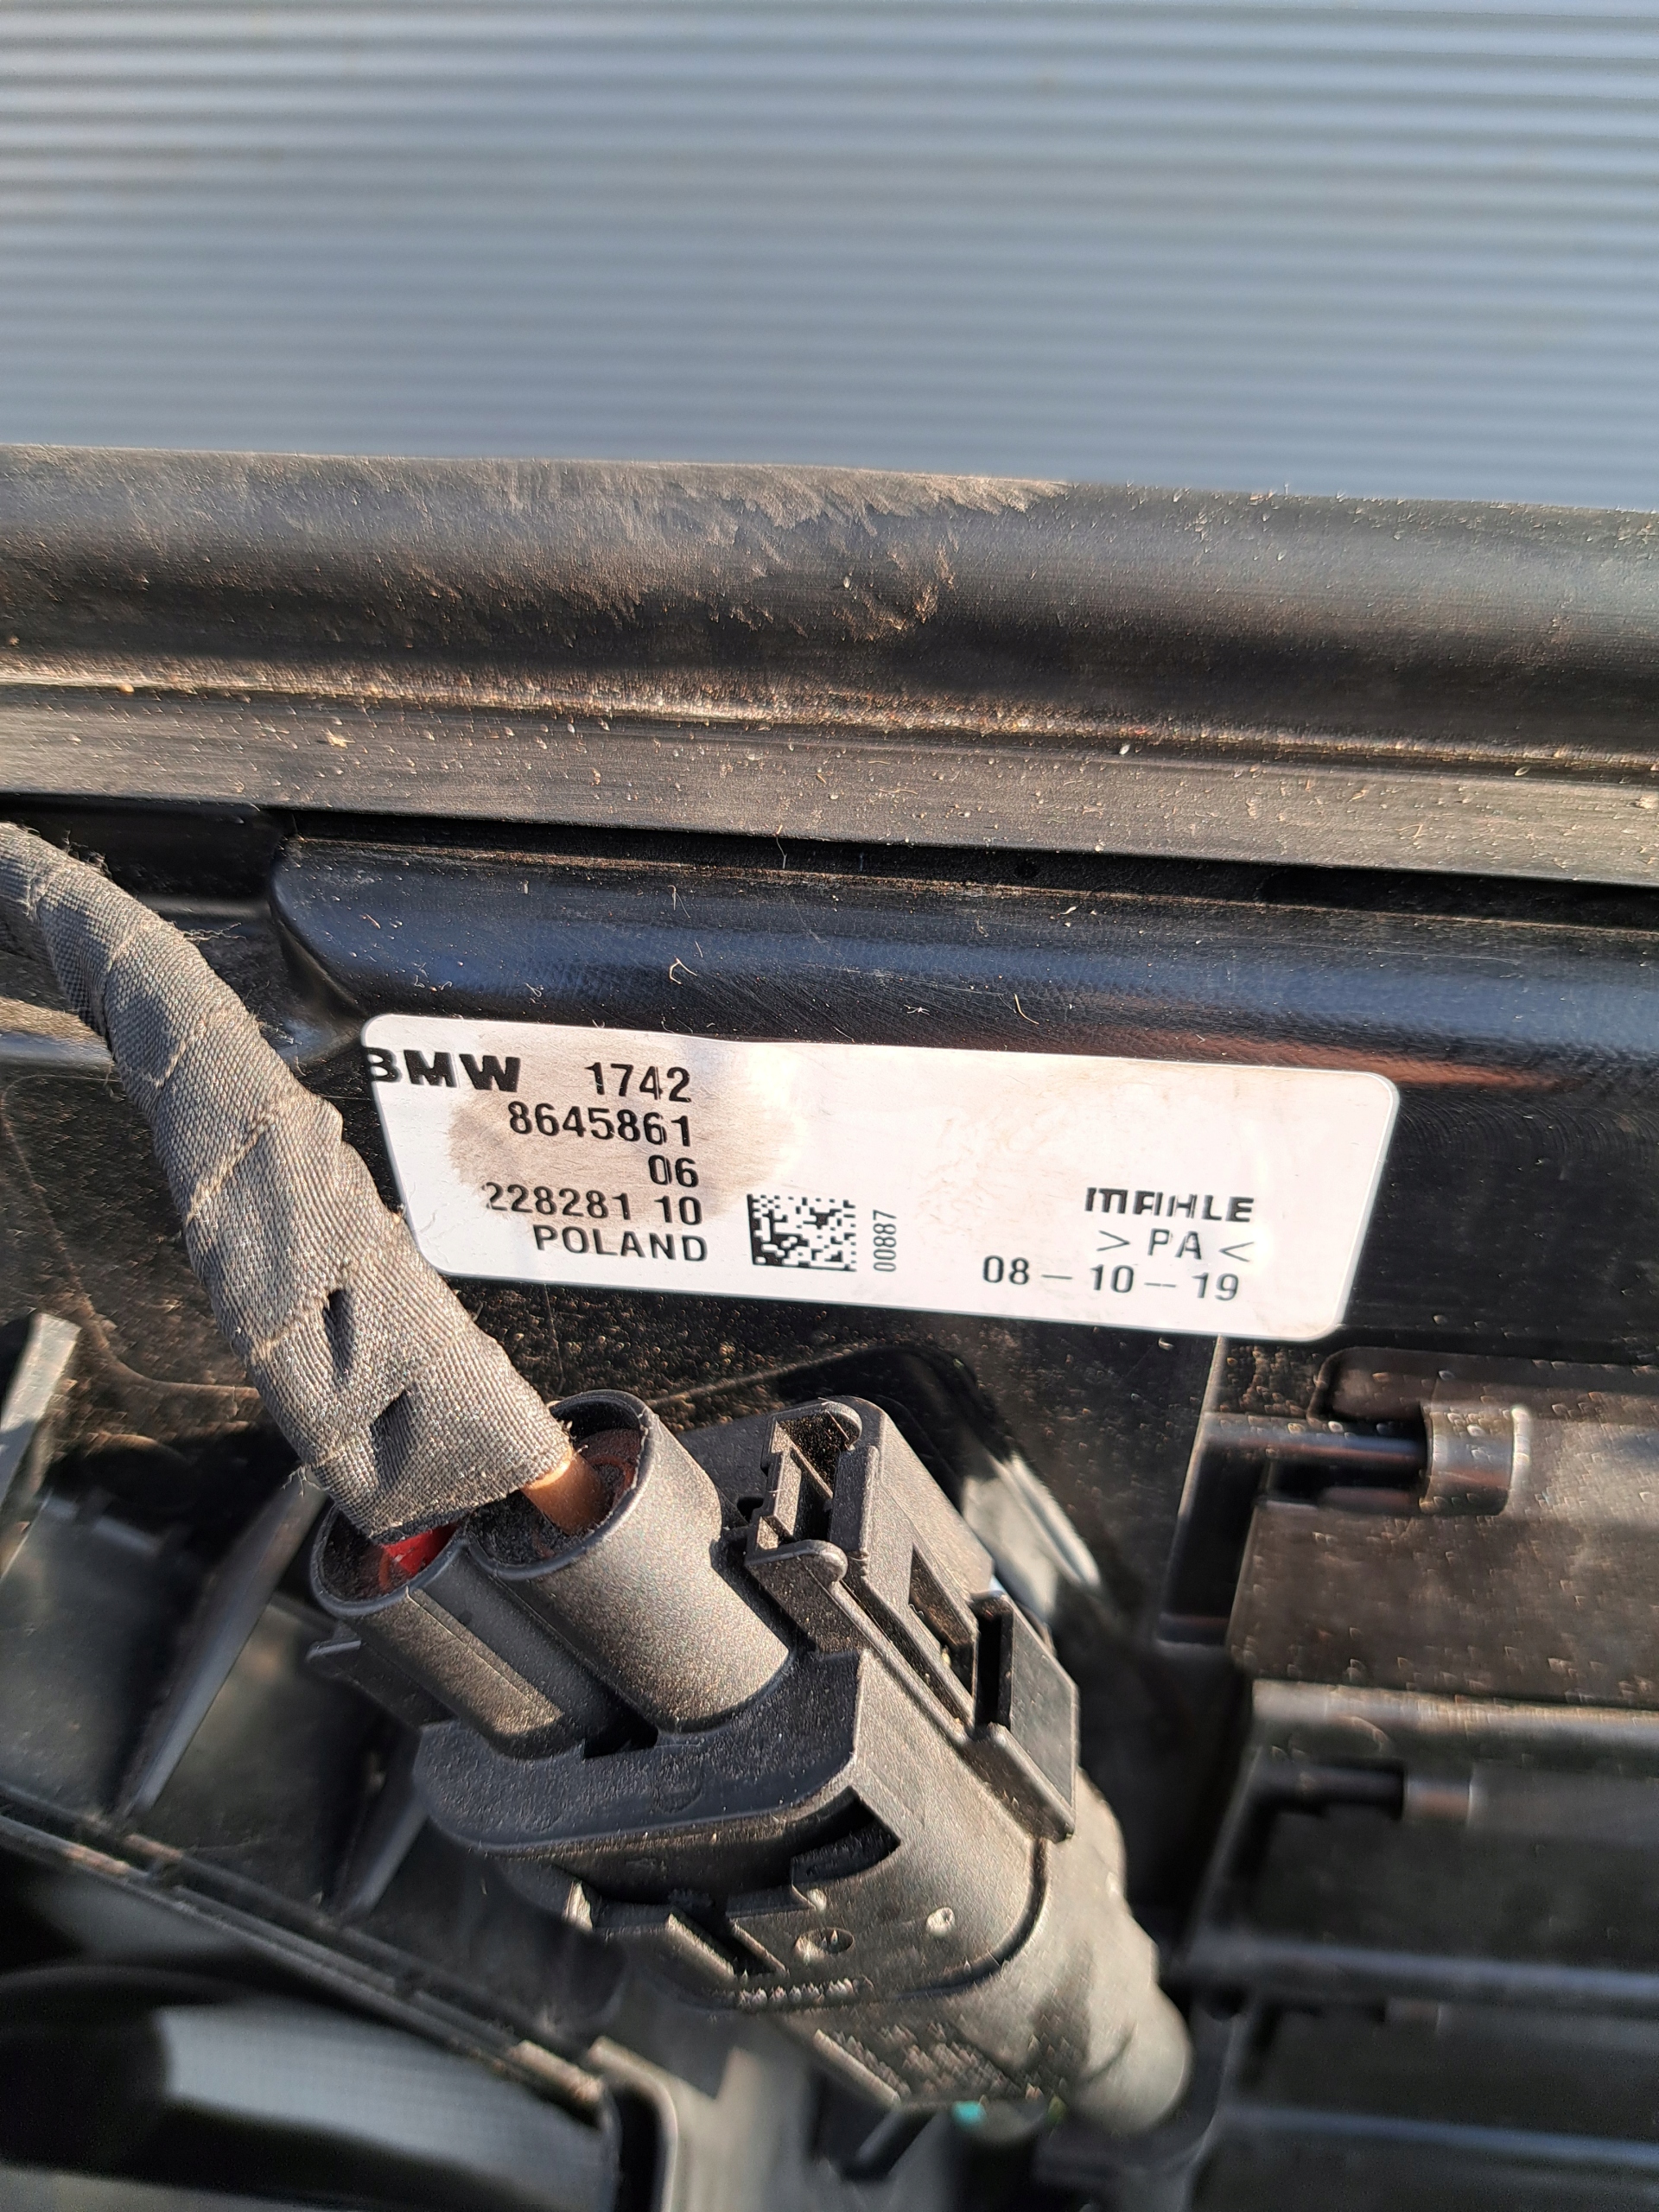 BMW 1742
8645861
06
228281 10
POLAND
00887
MAHLE
> PA <
08-10-19